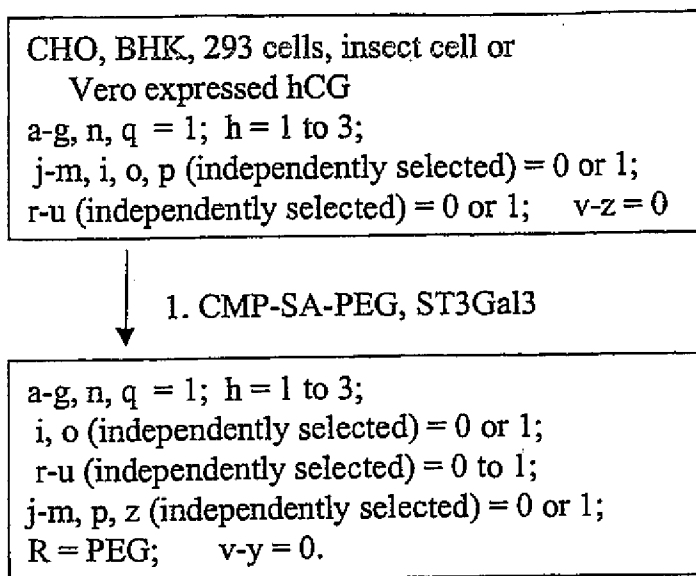 CHO, BHK, 293 cells, insect cell or
Vero expressed hCG
a-g, n, q = 1; h = 1 to 3;
j-m, i, o, p (independently selected) = 0 or 1;
r-u (independently selected) = 0 or 1; v-z = 0
1. CMP-SA-PEG, ST3Gal3
a-g, n, q = 1; h = 1 to 3;
i, o (independently selected) = 0 or 1;
r-u (independently selected) = 0 to 1;
j-m, p, z (independently selected) = 0 or 1;
R = PEG; v-y = 0.